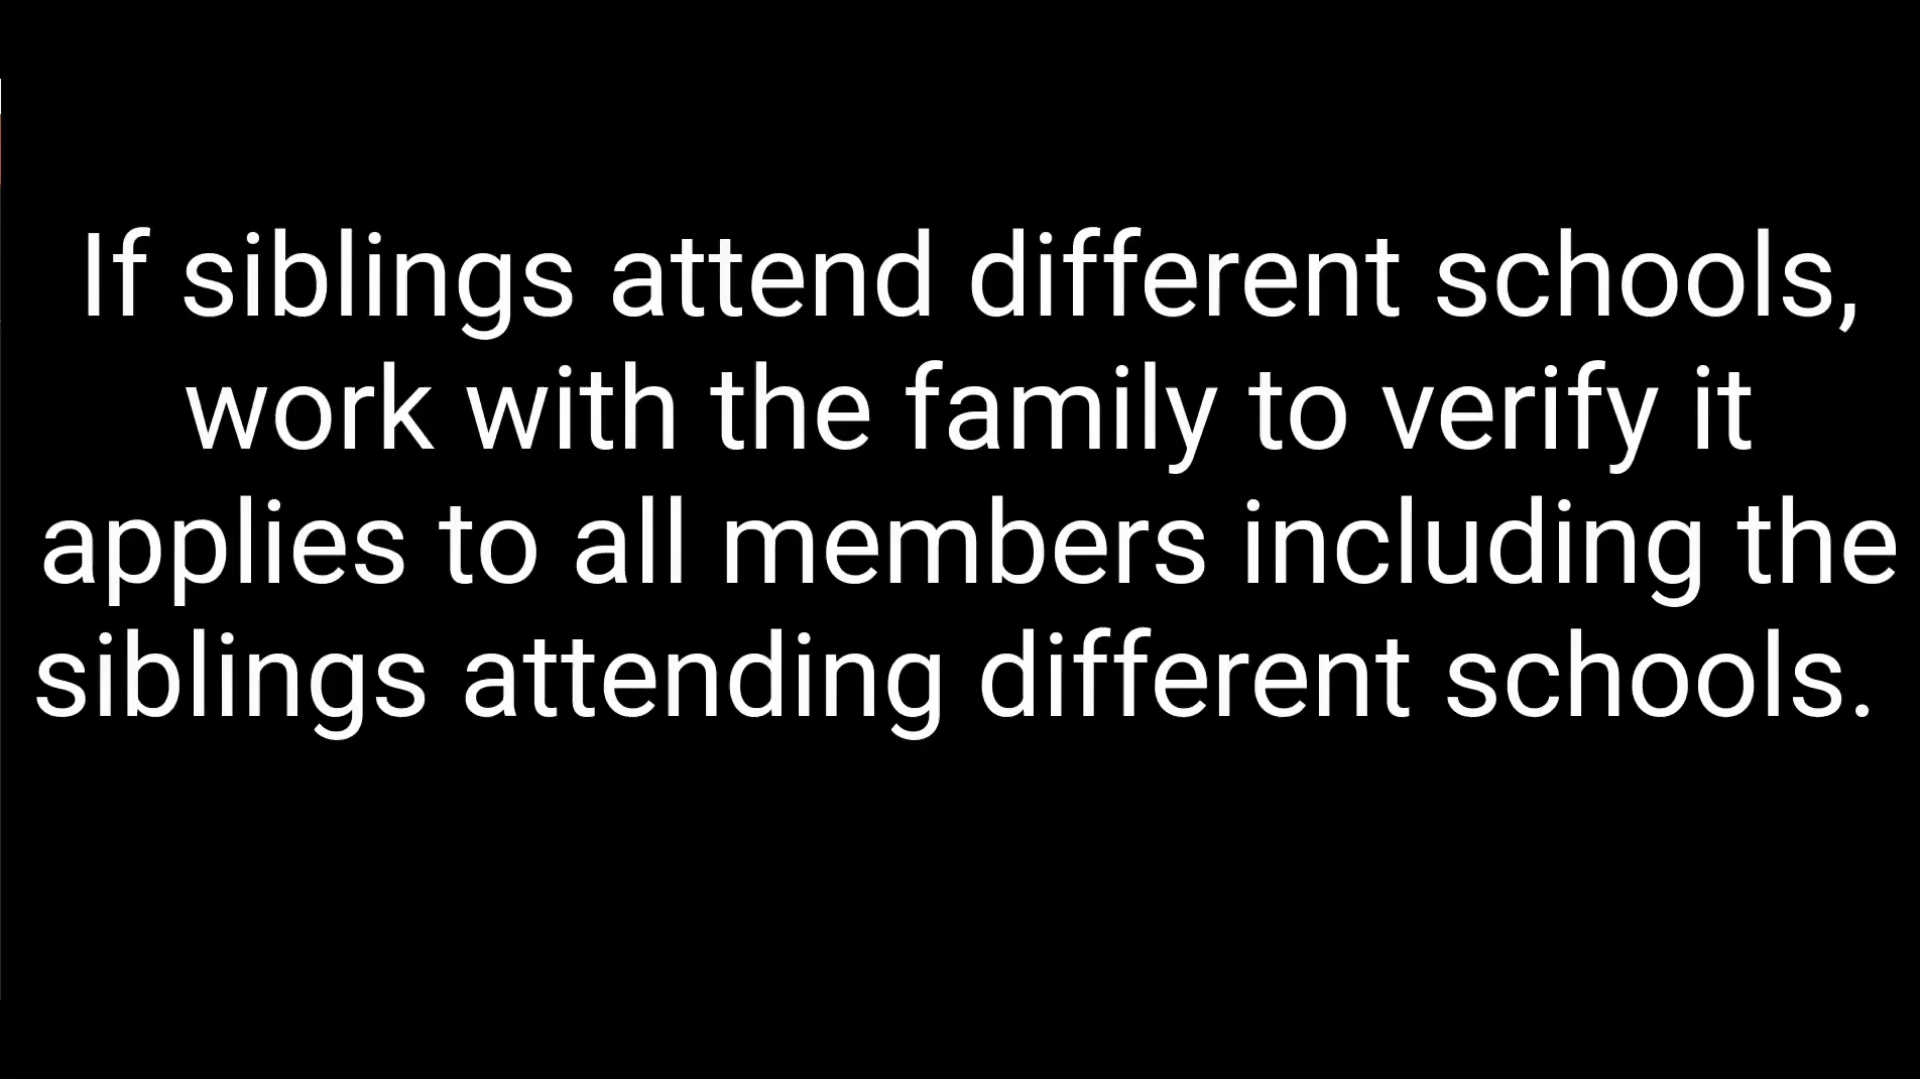 If siblings attend different schools,
work with the family to verify it
applies to all members including the
siblings attending different schools.